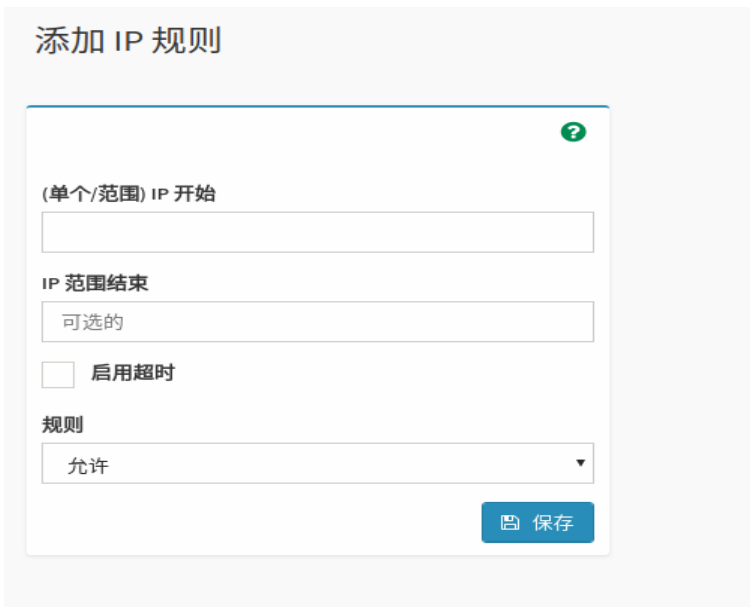 添加 IP 规则
?
(单个/范围) IP 开始
IP 范围结束
可选的
启用超时
规则
允许
保存